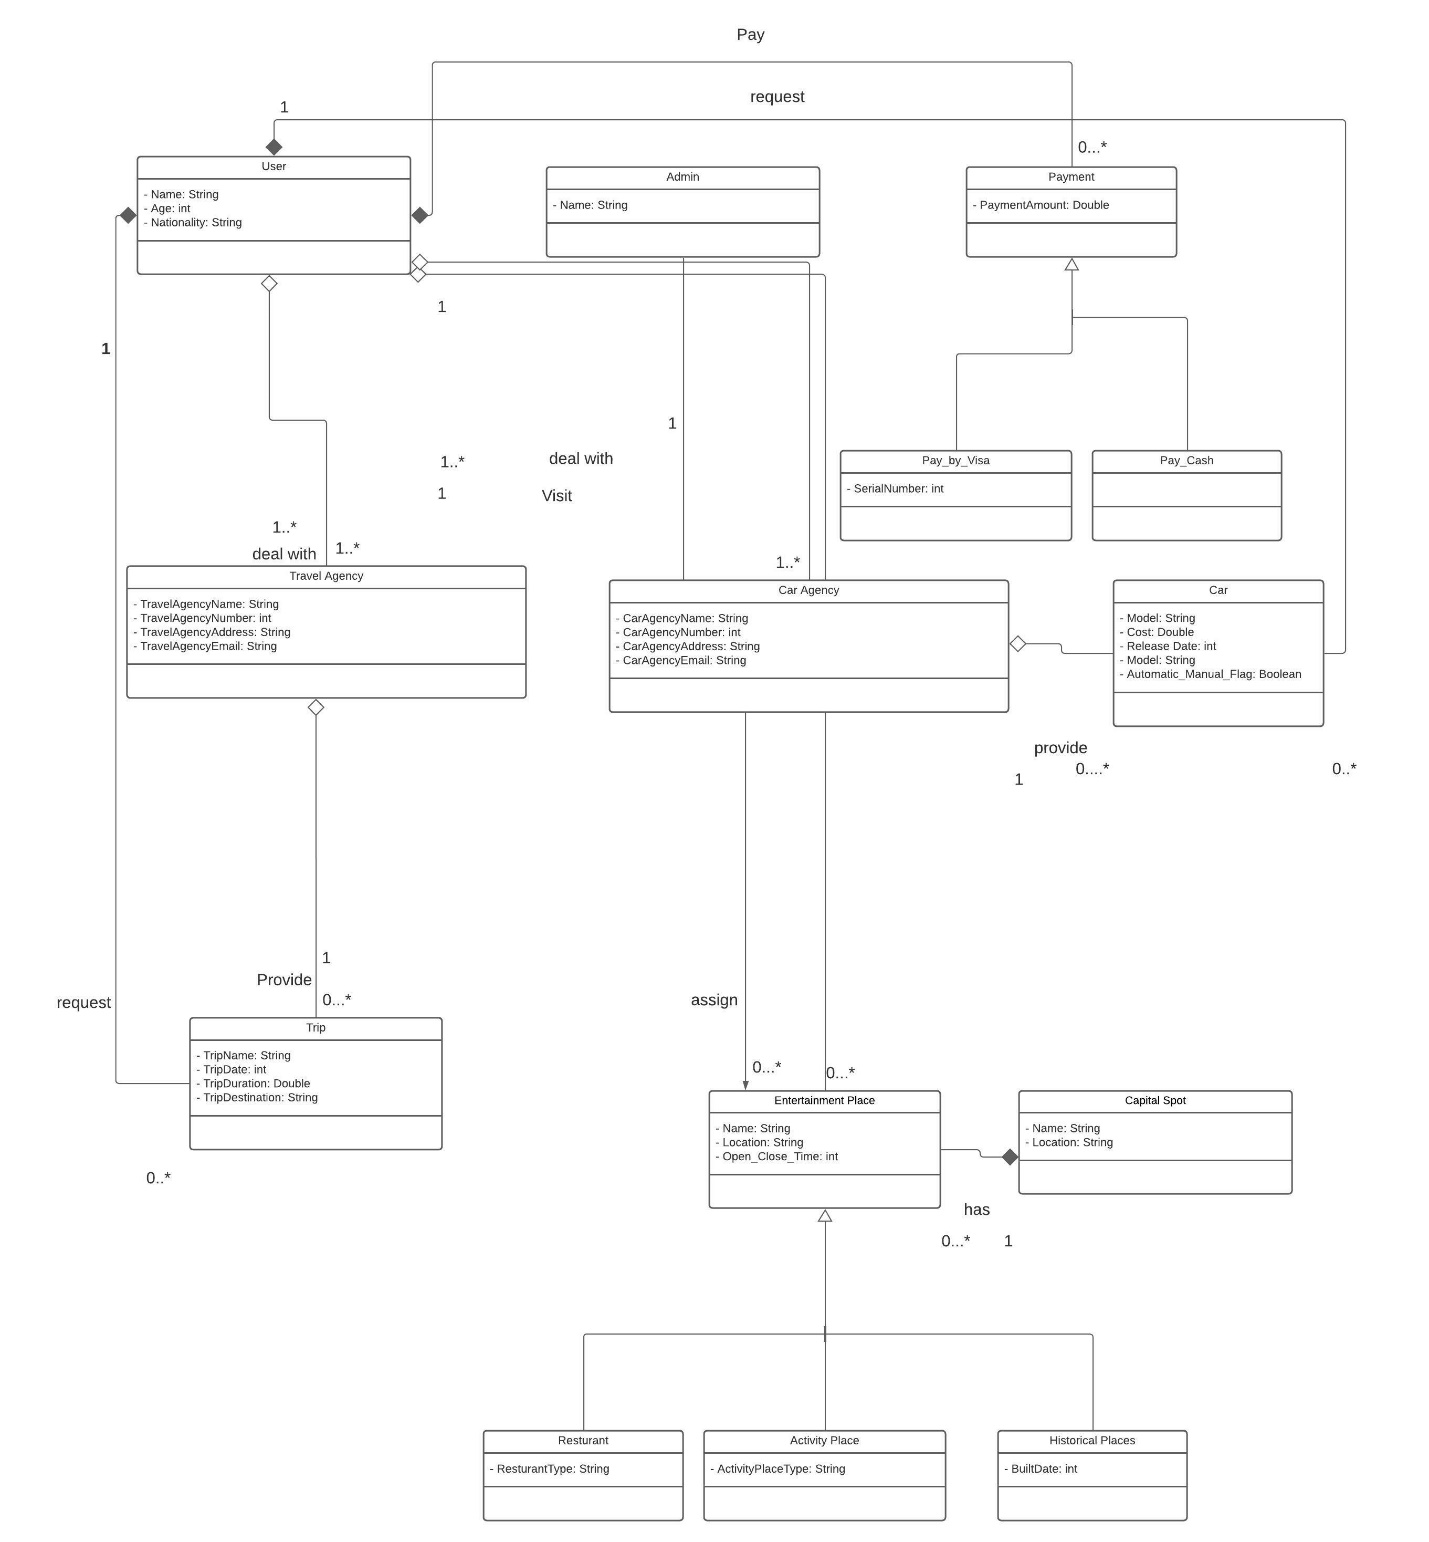 Pay
request
1
0...*
User
- Name: String
- Age: int
- Nationality: String
Admin
- Name: String
Payment
- PaymentAmount: Double
1
1
1
1..*
deal with
1
Visit
Pay_by_Visa
- SerialNumber: int
Pay_Cash
1..*
deal with
1..*
1..*
Travel Agency
- TravelAgencyName: String
- TravelAgencyNumber: int
- TravelAgencyAddress: String
- TravelAgencyEmail: String
Car Agency
- CarAgencyName: String
- CarAgencyNumber: int
- CarAgencyAddress: String
- CarAgencyEmail: String
Car
- Model: String
- Cost: Double
- Release Date: int
- Model: String
- Automatic_Manual_Flag: Boolean
provide
0....*
1
0..*
1
Provide
0...*
request
assign
0...*
0...*
Trip
- TripName: String
- TripDate: int
- TripDuration: Double
- TripDestination: String
0..*
Entertainment Place
- Name: String
- Location: String
- Open_Close_Time: int
Capital Spot
- Name: String
- Location: String
has
0...*
1
Resturant
- ResturantType: String
Activity Place
- ActivityPlaceType: String
Historical Places
- BuiltDate: int